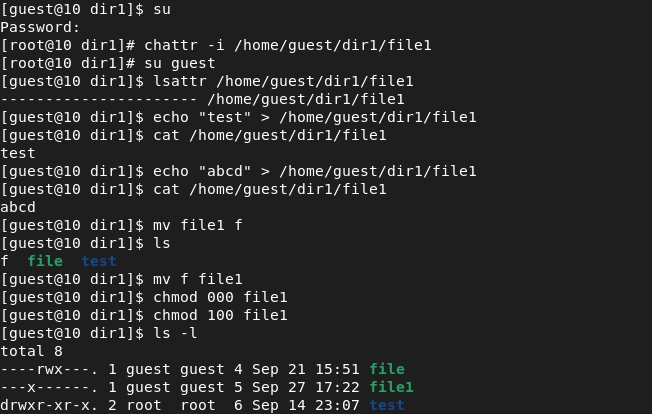 [guest@10 dir1]$ su
Password:
[root@10 dir1]# chattr -i /home/guest/dir1/file1
[root@10 dir1]# su guest
[guest@10 dir1]$ lsattr /home/guest/dir1/file1
---------------------- /home/guest/dir1/file1
[guest@10 dir1]$ echo "test" > /home/guest/dir1/file1
[guest@10 dir1]$ cat /home/guest/dir1/file1
test
[guest@10 dir1]$ echo "abcd" > /home/guest/dir1/file1
[guest@10 dir1]$ cat /home/guest/dir1/file1
abcd
[guest@10 dir1]$ mv file1 f
[guest@10 dir1]$ ls
f  file  test
[guest@10 dir1]$ mv f file1
[guest@10 dir1]$ chmod 000 file1
[guest@10 dir1]$ chmod 100 file1
[guest@10 dir1]$ ls -l
total 8
----rwx---. 1 guest guest 4 Sep 21 15:51 file
---x------. 1 guest guest 5 Sep 27 17:22 file1
drwxr-xr-x. 2 root  root  6 Sep 14 23:07 test